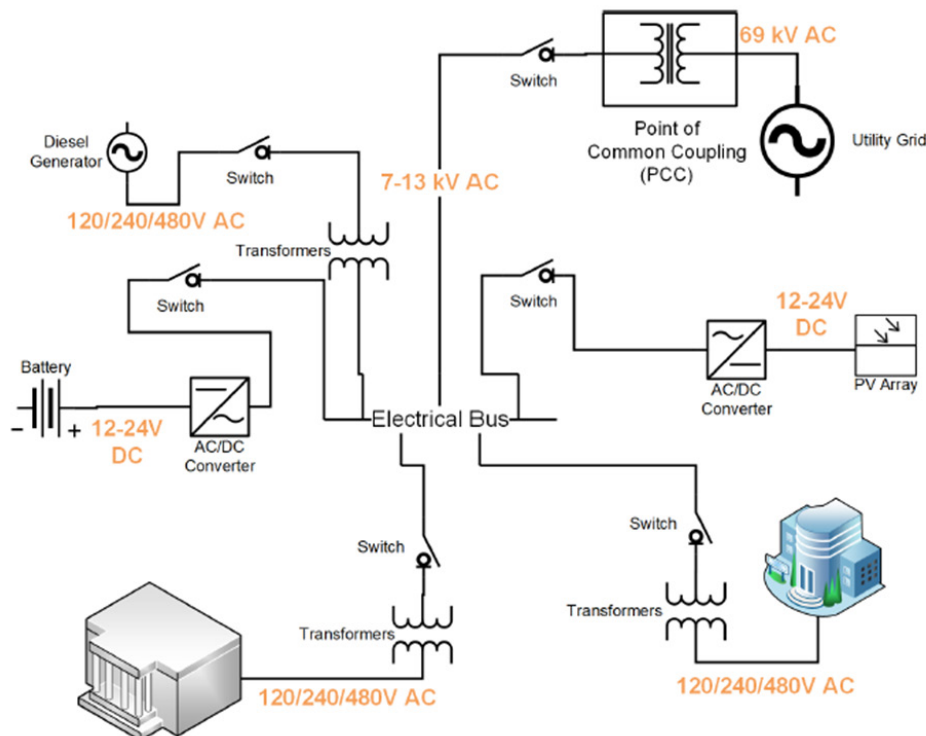 69 kV AC
Switch
Point of
Common Coupling
(PCC)
Utility Grid
Diesel
Generator
Switch
7-13 kV AC
120/240/480V AC
Transformers
Switch
Switch
12-24V
DC
Battery
- +
12-24V
DC
AC/DC
Converter
AC/DC
Converter
PV Array
Electrical Bus
Switch
Switch
Transformers
Transformers
120/240/480V AC
120/240/480V AC